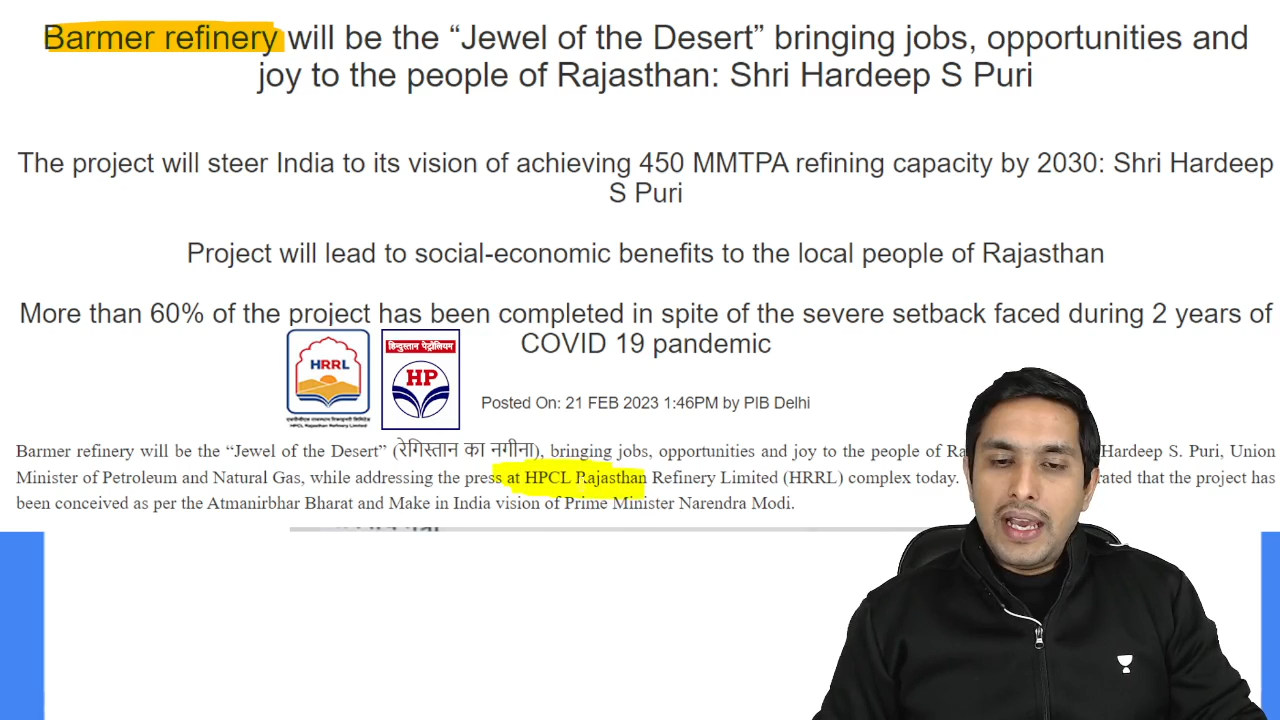 Barmer refinery will be the “Jewel of the Desert” bringing jobs, opportunities and
joy to the people of Rajasthan: Shri Hardeep S Puri
The project will steer India to its vision of achieving 450 MMTPA refining capacity by 2030: Shri Hardeep
S Puri
Project will lead to social-economic benefits to the local people of Rajasthan
More than 60% of the project has been completed in spite of the severe setback faced during 2 years of
COVID 19 pandemic
HRRL
HPCL Rajasthan Refinery Limited
हिन्दुस्तान पेट्रोलियम
HP
Posted On: 21 FEB 2023 1:46PM by PIB Delhi
Barmer refinery will be the “Jewel of the Desert” (रेगिस्तान का नगीना), bringing jobs, opportunities and joy to the people of Ra Hardeep S. Puri, Union
Minister of Petroleum and Natural Gas, while addressing the press at HPCL Rajasthan Refinery Limited (HRRL) complex today. ated that the project has
been conceived as per the Atmanirbhar Bharat and Make in India vision of Prime Minister Narendra Modi.